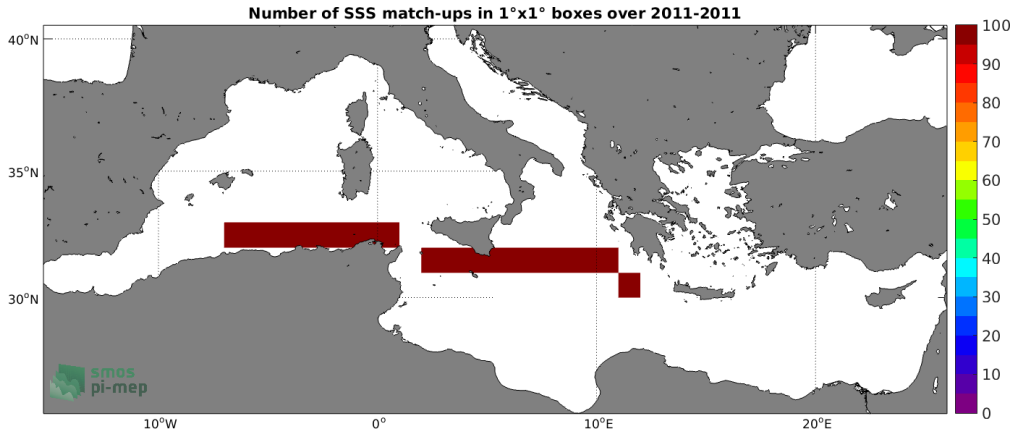 Number of SSS match-ups in 1°x1° boxes over 2011-2011
40°N
35°N
30°N
10°W
0°
10°E
20°E
100
90
80
70
60
50
40
30
20
10
0
smos
pi-mep